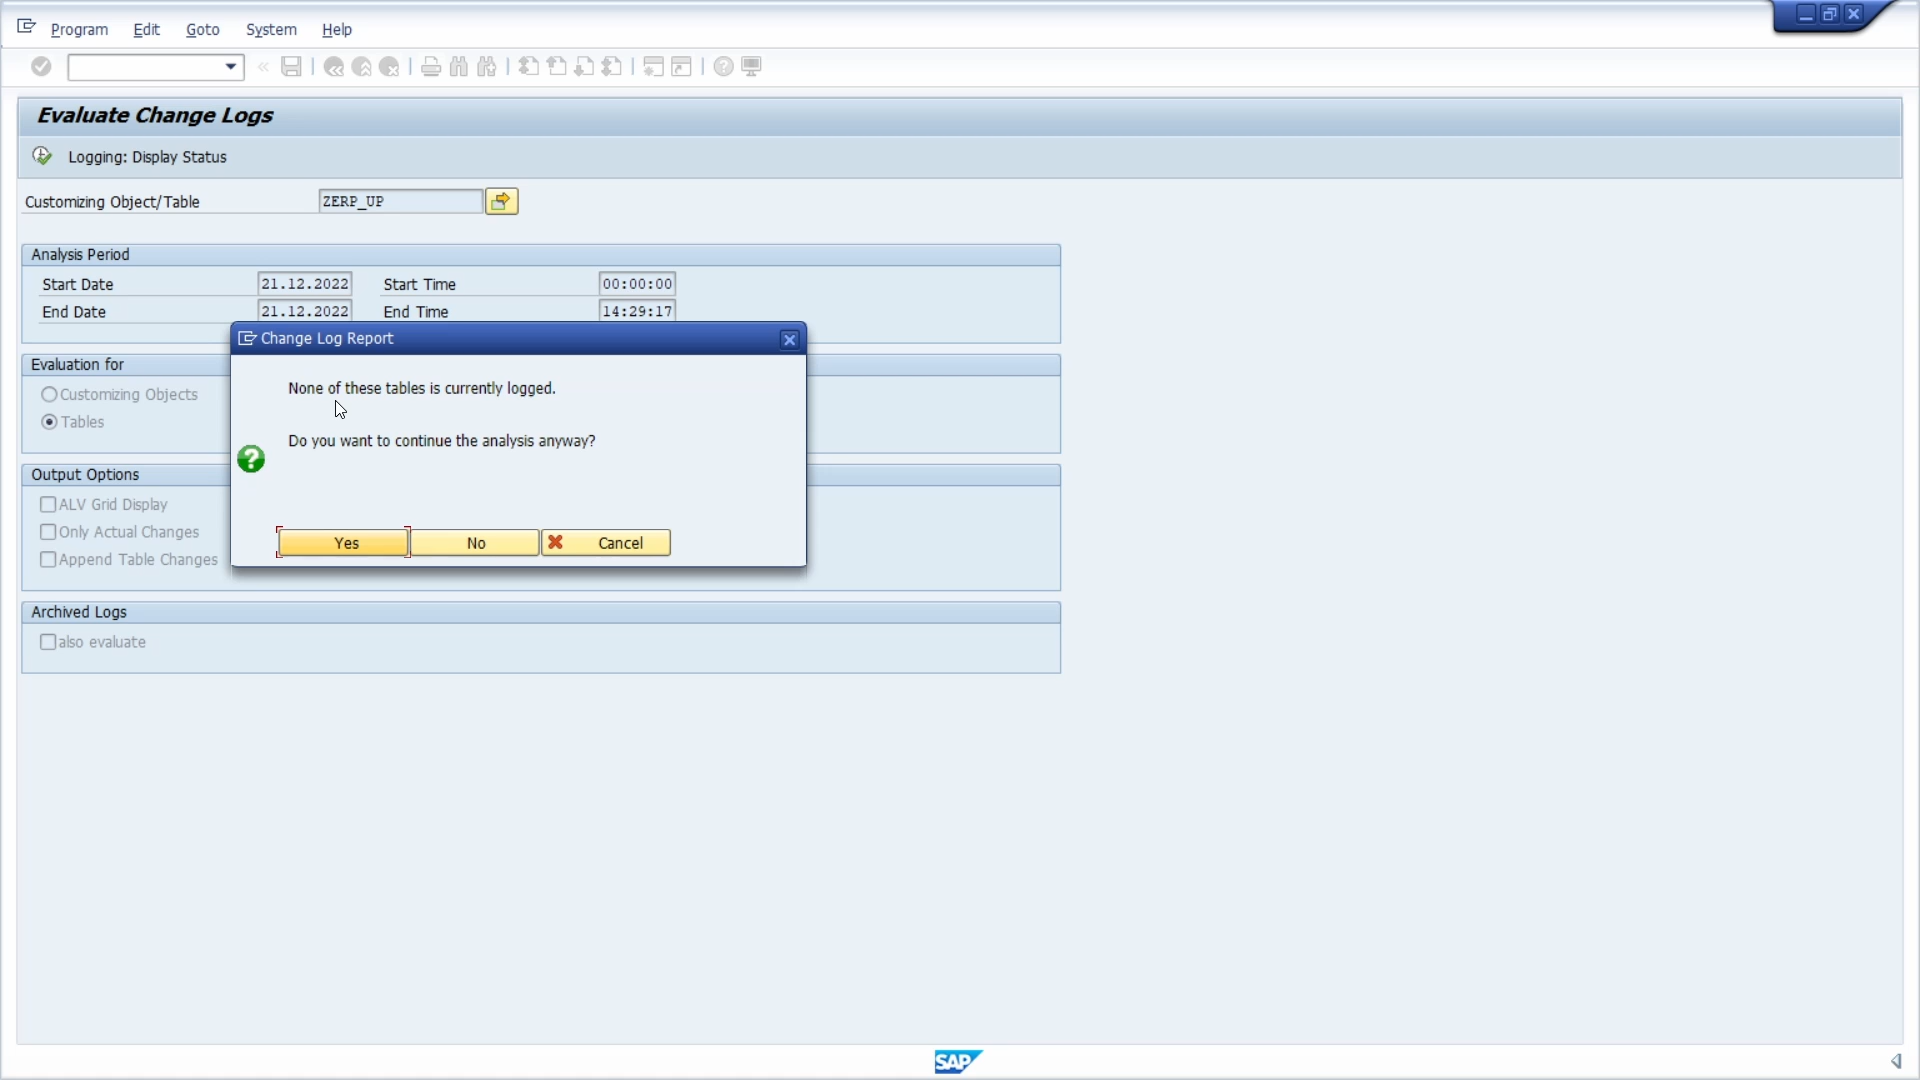 Program Edit Goto System Help
Evaluate Change Logs
Logging: Display Status
Customizing Object/Table ZERP_UP
Analysis Period
Start Date 21.12.2022 Start Time 00:00:00
End Date 21.12.2022 End Time 14:29:17
Change Log Report
None of these tables is currently logged.
Do you want to continue the analysis anyway?
Yes No Cancel
Evaluation for
Customizing Objects
Tables
Output Options
ALV Grid Display
Only Actual Changes
Append Table Changes
Archived Logs
also evaluate
SAP